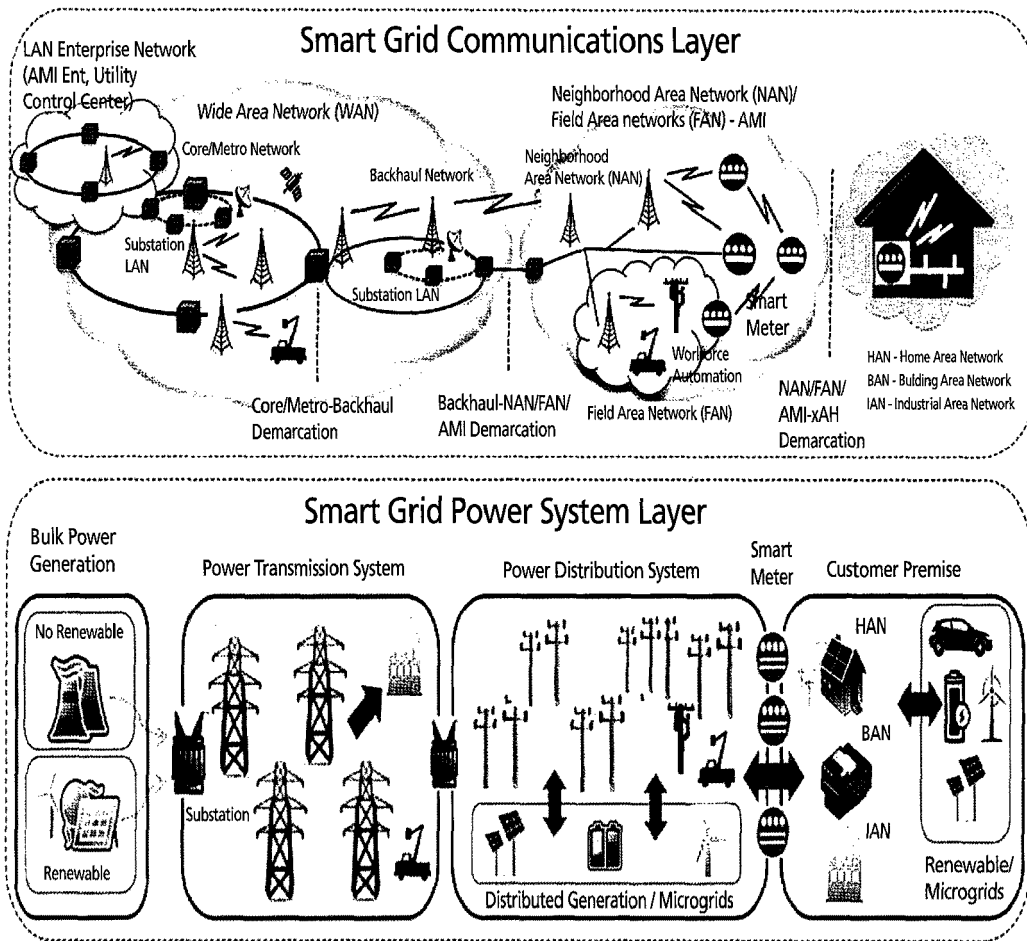 Smart Grid Communications Layer
LAN Enterprise Network
(AMI Ent, Utility
Control Center)
Wide Area Network (WAN)
Neighborhood Area Network (NAN)/
Field Area networks (FAN) - AMI
Core/Metro Network
Backhaul Network
Neighborhood
Area Network (NAN)
Substation
LAN
Substation LAN
Smart
Meter
Workforce
Automation
Field Area Network (FAN)
HAN - Home Area Network
BAN - Bulding Area Network
IAN - Industrial Area Network
Core/Metro-Backhaul
Demarcation
Backhaul-NAN/FAN/
AMI Demarcation
NAN/FAN/
AMI-xAH
Demarcation
Smart Grid Power System Layer
Bulk Power
Generation
Power Transmission System
Power Distribution System
Smart
Meter
Customer Premise
No Renewable
Renewable
Substation
Distributed Generation / Microgrids
HAN
BAN
IAN
Renewable/
Microgrids